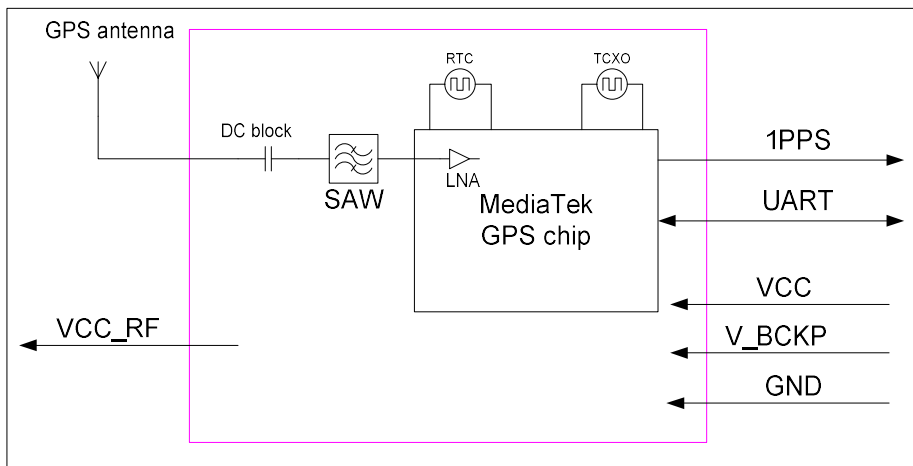 GPS antenna
RTC
TCXO
DC block
1PPS
LNA
SAW
MediaTek
GPS chip
UART
VCC
VCC_RF
V_BCKP
GND